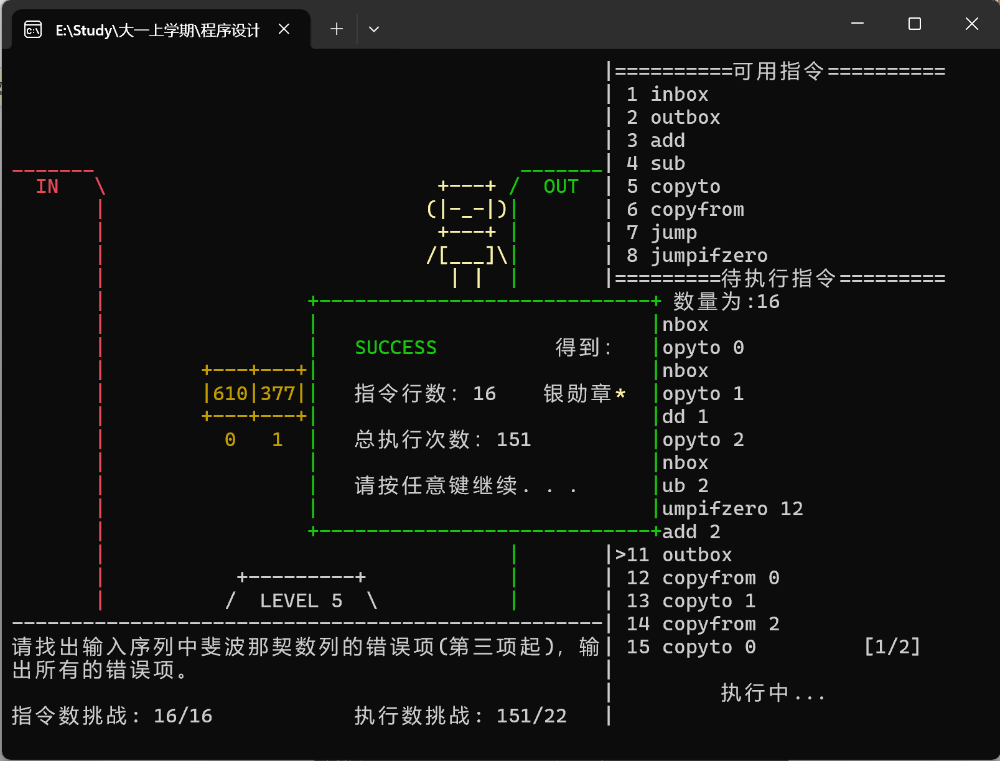 E:\Study\大一上学期\程序设计
==========可用指令==========
1 inbox
2 outbox
3 add
4 sub
5 copyto
6 copyfrom
7 jump
8 jumpifzero
IN
OUT
=========待执行指令=========
数量为:16
nbox
opyto 0
nbox
opyto 1
dd 1
opyto 2
nbox
ub 2
umpifzero 12
add 2
>11 outbox
12 copyfrom 0
13 copyto 1
14 copyfrom 2
15 copyto 0 [1/2]
执行中...
SUCCESS 得到:
指令行数: 16 银勋章*
总执行次数: 151
请按任意键继续. . .
|610|377|
0 1
LEVEL 5
请找出输入序列中斐波那契数列的错误项(第三项起), 输
出所有的错误项。
指令数挑战: 16/16 执行数挑战: 151/22